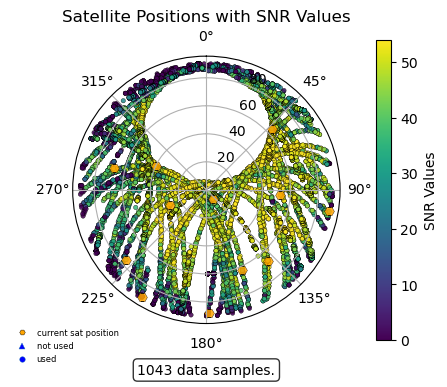 Satellite Positions with SNR Values
0°
315°
45°
60
40
20
270°
90°
225°
135°
180°
50
40
30
20
10
0
SNR Values
current sat position
not used
used
1043 data samples.